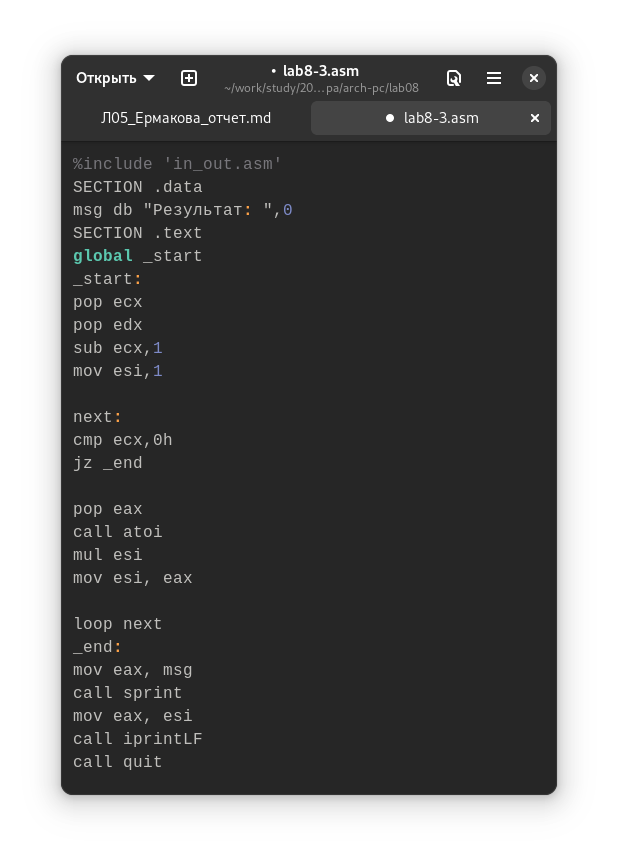 Открыть
• lab8-3.asm
~/work/study/20…pa/arch-pc/lab08
Л05_Ермакова_отчет.md
● lab8-3.asm
%include 'in_out.asm'
SECTION .data
msg db "Результат: ",0
SECTION .text
global _start
_start:
pop ecx
pop edx
sub ecx,1
mov esi,1
next:
cmp ecx,0h
jz _end
pop eax
call atoi
mul esi
mov esi, eax
loop next
_end:
mov eax, msg
call sprint
mov eax, esi
call iprintLF
call quit